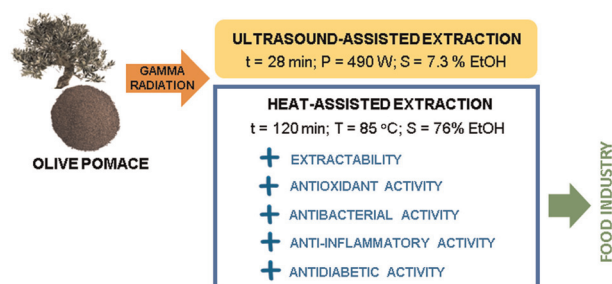 ULTRASOUND-ASSISTED EXTRACTION
t = 28 min; P = 490 W; S = 7.3 % EtOH
GAMMA
RADIATION
HEAT-ASSISTED EXTRACTION
t = 120 min; T = 85 ºC; S = 76% EtOH
OLIVE POMACE
+ EXTRACTABILITY
+ ANTIOXIDANT ACTIVITY
+ ANTIBACTERIAL ACTIVITY
+ ANTI-INFLAMMATORY ACTIVITY
+ ANTIDIABETIC ACTIVITY
FOOD INDUSTRY